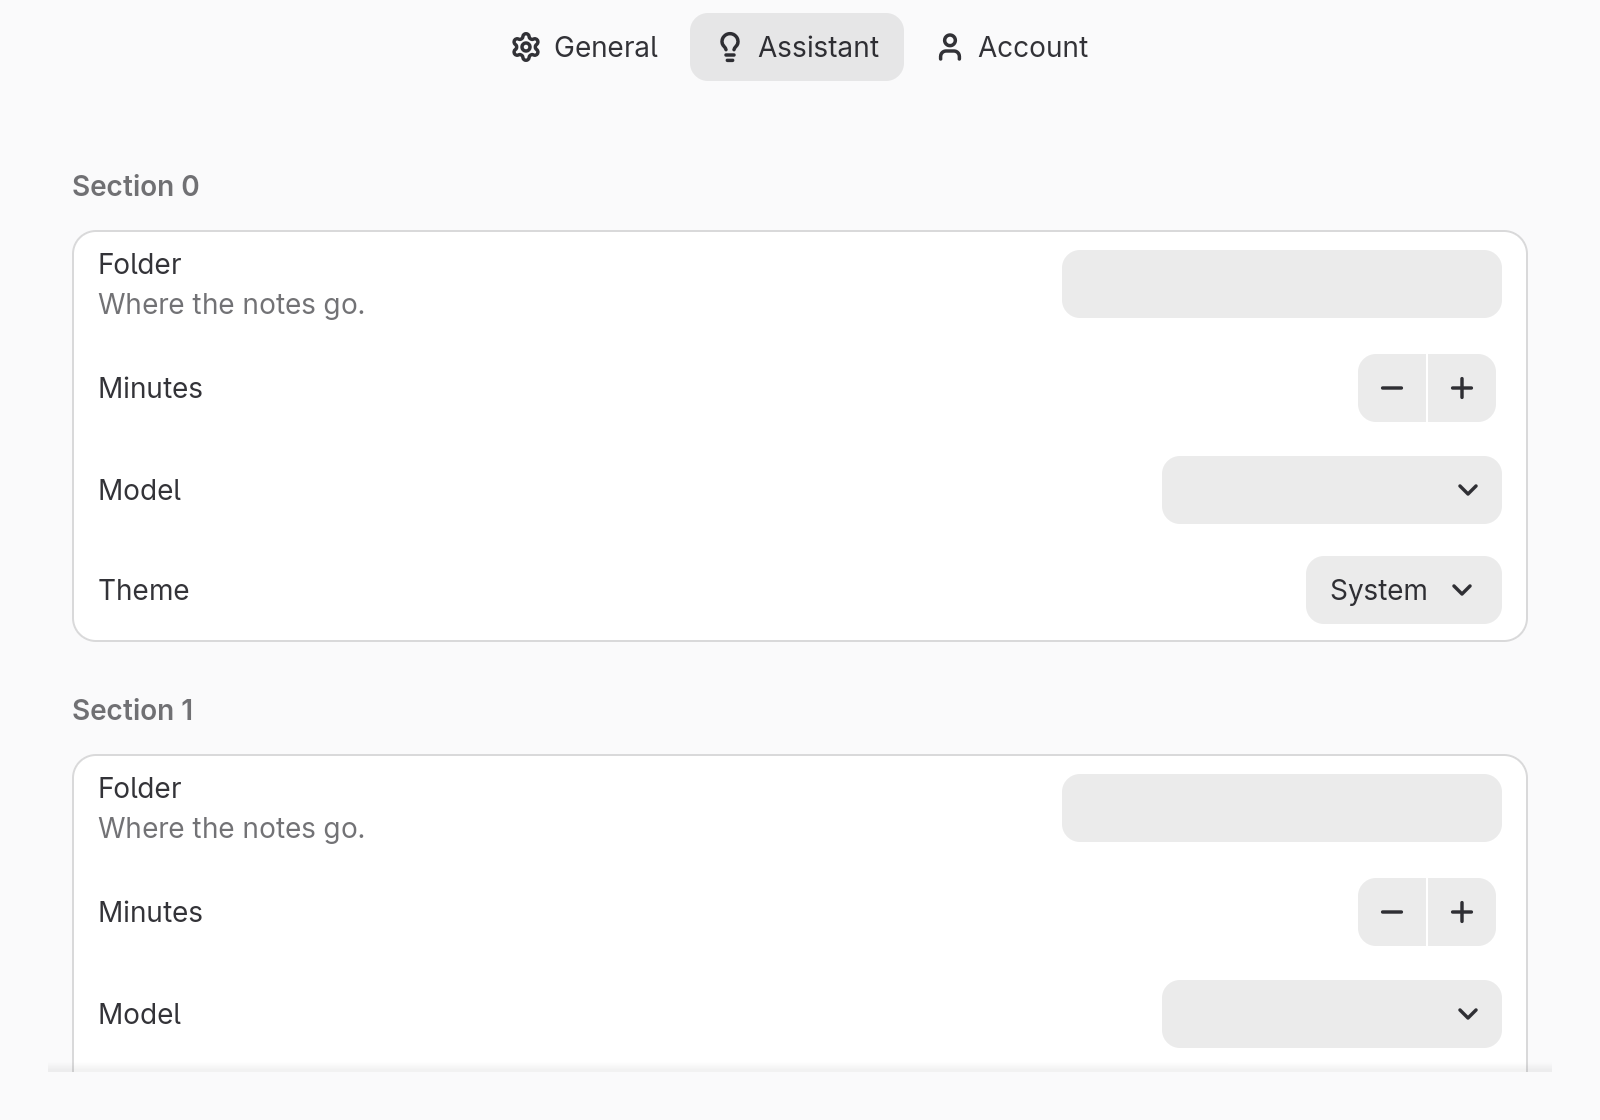 General Assistant Account
Section 0
Folder
Where the notes go.
Minutes
Model
Theme System
Section 1
Folder
Where the notes go.
Minutes
Model